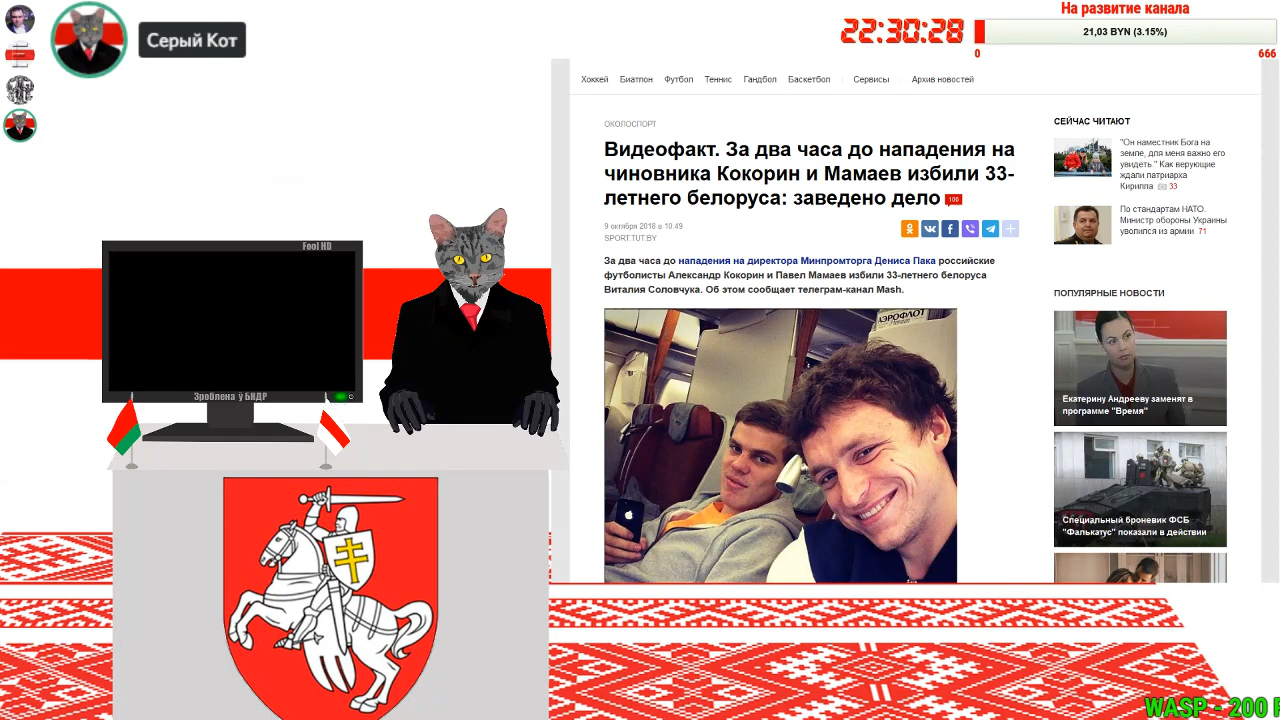 Серый Кот
22:30:28
На развитие канала
21,03 BYN (3.15%)
0
666
Хоккей Биатлон Футбол Теннис Гандбол Баскетбол Сервисы Архив новостей
ОКОЛОСПОРТ
Видеофакт. За два часа до нападения на
чиновника Кокорин и Мамаев избили 33-
летнего белоруса: заведено дело 100
9 октября 2018 в 10:49
SPORT.TUT.BY
За два часа до нападения на директора Минпромторга Дениса Пака российские
футболисты Александр Кокорин и Павел Мамаев избили 33-летнего белоруса
Виталия Соловчука. Об этом сообщает телеграм-канал Mash.
АЭРОФЛОТ
СЕЙЧАС ЧИТАЮТ
"Он наместник Бога на
земле, для меня важно его
увидеть." Как верующие
ждали патриарха
Кирилла 33
По стандартам НАТО.
Министр обороны Украины
уволился из армии 71
ПОПУЛЯРНЫЕ НОВОСТИ
Екатерину Андрееву заменят в
программе "Время"
Специальный броневик ФСБ
"Фалькатус" показали в действии
Fool HD
Зроблена ў БНДР
WASP - 200